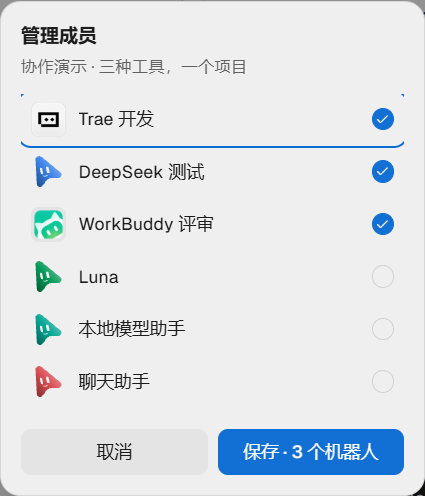 管理成员
协作演示 · 三种工具，一个项目
Trae 开发
DeepSeek 测试
WorkBuddy 评审
Luna
本地模型助手
聊天助手
取消
保存 · 3 个机器人